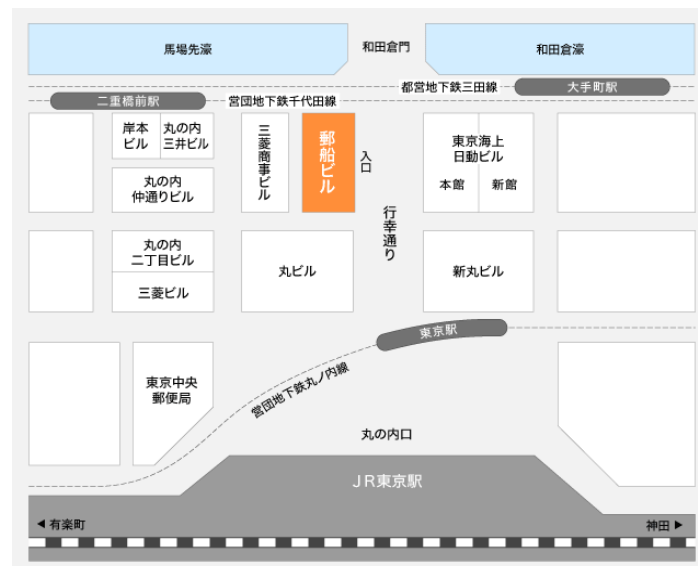 馬場先濠
和田倉門
和田倉濠
都営地下鉄三田線
大手町駅
二重橋前駅
営団地下鉄千代田線
岸本
ビル
丸の内
三井ビル
三菱商事ビル
郵船ビル
入口
東京海上
日動ビル
本館
新館
丸の内
仲通りビル
行幸通り
丸の内
二丁目ビル
三菱ビル
丸ビル
新丸ビル
東京駅
営団地下鉄丸ノ内線
東京中央
郵便局
丸の内口
JR東京駅
◀有楽町
神田▶